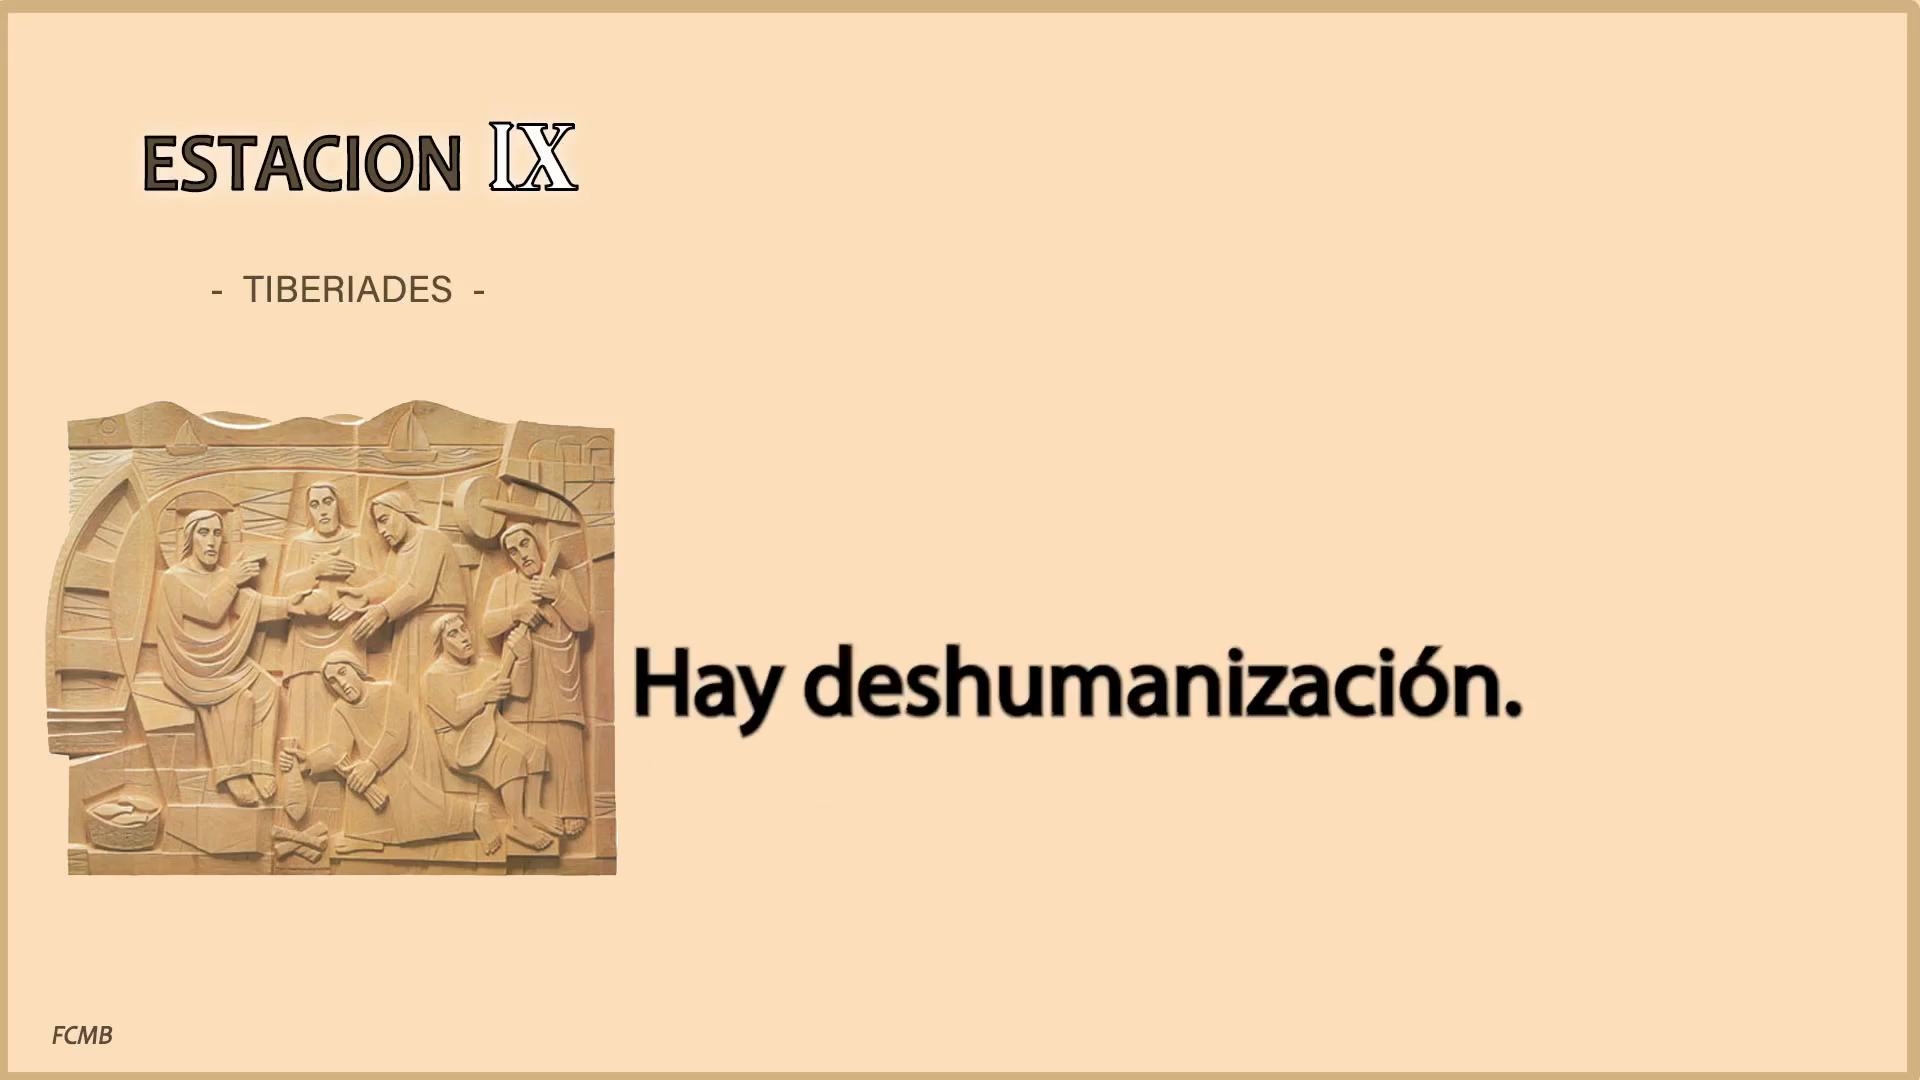 ESTACION IX
- TIBERIADES -
Hay deshumanización.
FCMB